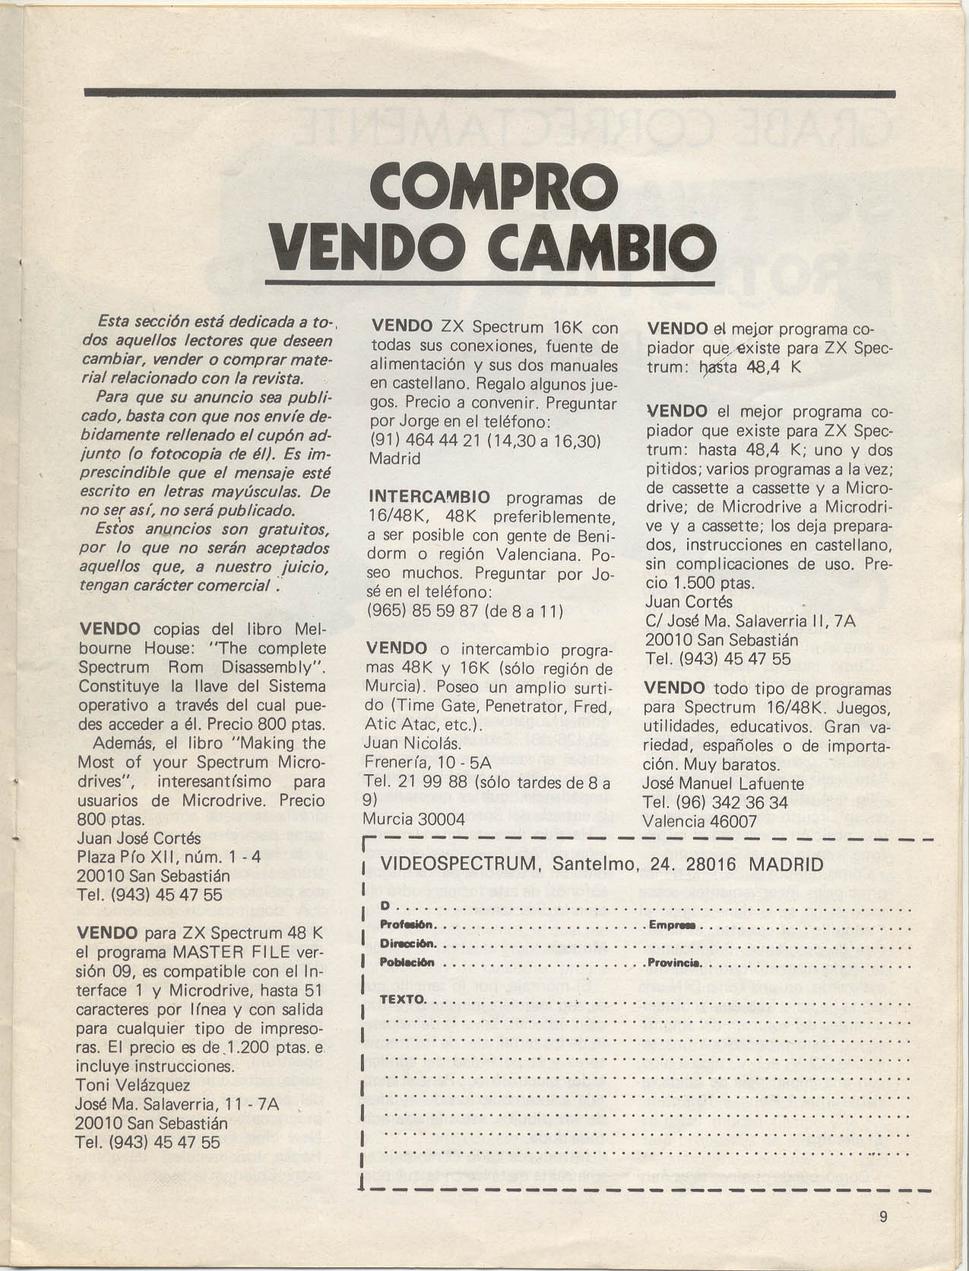 COMPRO
VENDO CAMBIO
Esta sección está dedicada a to-
dos aquellos lectores que deseen
cambiar, vender o comprar mate-
rial relacionado con la revista.
Para que su anuncio sea publi-
cado, basta con que nos envíe de-
bidamente rellenado el cupón ad-
junto (o fotocopia de él). Es im-
prescindible que el mensaje esté
escrito en letras mayúsculas. De
no ser así, no será publicado.
Estos anuncios son gratuitos,
por lo que no serán aceptados
aquellos que, a nuestro juicio,
tengan carácter comercial.
VENDO copias del libro Mel-
bourne House: "The complete
Spectrum Rom Disassembly".
Constituye la llave del Sistema
operativo a través del cual pue-
des acceder a él. Precio 800 ptas.
Además, el libro "Making the
Most of your Spectrum Micro-
drives", interesantísimo para
usuarios de Microdrive. Precio
800 ptas.
Juan José Cortés
Plaza Pío XII, núm. 1 - 4
20010 San Sebastián
Tel. (943) 45 47 55
VENDO para ZX Spectrum 48 K
el programa MASTER FILE ver-
sión 09, es compatible con el In-
terface 1 y Microdrive, hasta 51
caracteres por línea y con salida
para cualquier tipo de impreso-
ras. El precio es de 1.200 ptas. e
incluye instrucciones.
Toni Velázquez
José Ma. Salaverria, 11 - 7A
20010 San Sebastián
Tel. (943) 45 47 55
VENDO ZX Spectrum 16K con
todas sus conexiones, fuente de
alimentación y sus dos manuales
en castellano. Regalo algunos jue-
gos. Precio a convenir. Preguntar
por Jorge en el teléfono:
(91) 464 44 21 (14,30 a 16,30)
Madrid
INTERCAMBIO programas de
16/48K, 48K preferiblemente,
a ser posible con gente de Beni-
dorm o región Valenciana. Po-
seo muchos. Preguntar por Jo-
sé en el teléfono:
(965) 85 59 87 (de 8 a 11)
VENDO o intercambio progra-
mas 48K y 16K (sólo región de
Murcia). Poseo un amplio surti-
do (Time Gate, Penetrator, Fred,
Atic Atac, etc.).
Juan Nicolás.
Frenería, 10 - 5A
Tel. 21 99 88 (sólo tardes de 8 a
9)
Murcia 30004
VENDO el mejor programa co-
piador que existe para ZX Spec-
trum: hasta 48,4 K
VENDO el mejor programa co-
piador que existe para ZX Spec-
trum: hasta 48,4 K; uno y dos
pitidos; varios programas a la vez;
de cassette a cassette y a Micro-
drive; de Microdrive a Microdri-
ve y a cassette; los deja prepara-
dos, instrucciones en castellano,
sin complicaciones de uso. Pre-
cio 1.500 ptas.
Juan Cortés
C/ José Ma. Salaverria II, 7A
20010 San Sebastián
Tel. (943) 45 47 55
VENDO todo tipo de programas
para Spectrum 16/48K. Juegos,
utilidades, educativos. Gran va-
riedad, españoles o de importa-
ción. Muy baratos.
José Manuel Lafuente
Tel. (96) 342 36 34
Valencia 46007
VIDEOSPECTRUM, Santelmo, 24. 28016 MADRID
D
Profesión Empresa
Dirección
Población Provincia
TEXTO
9